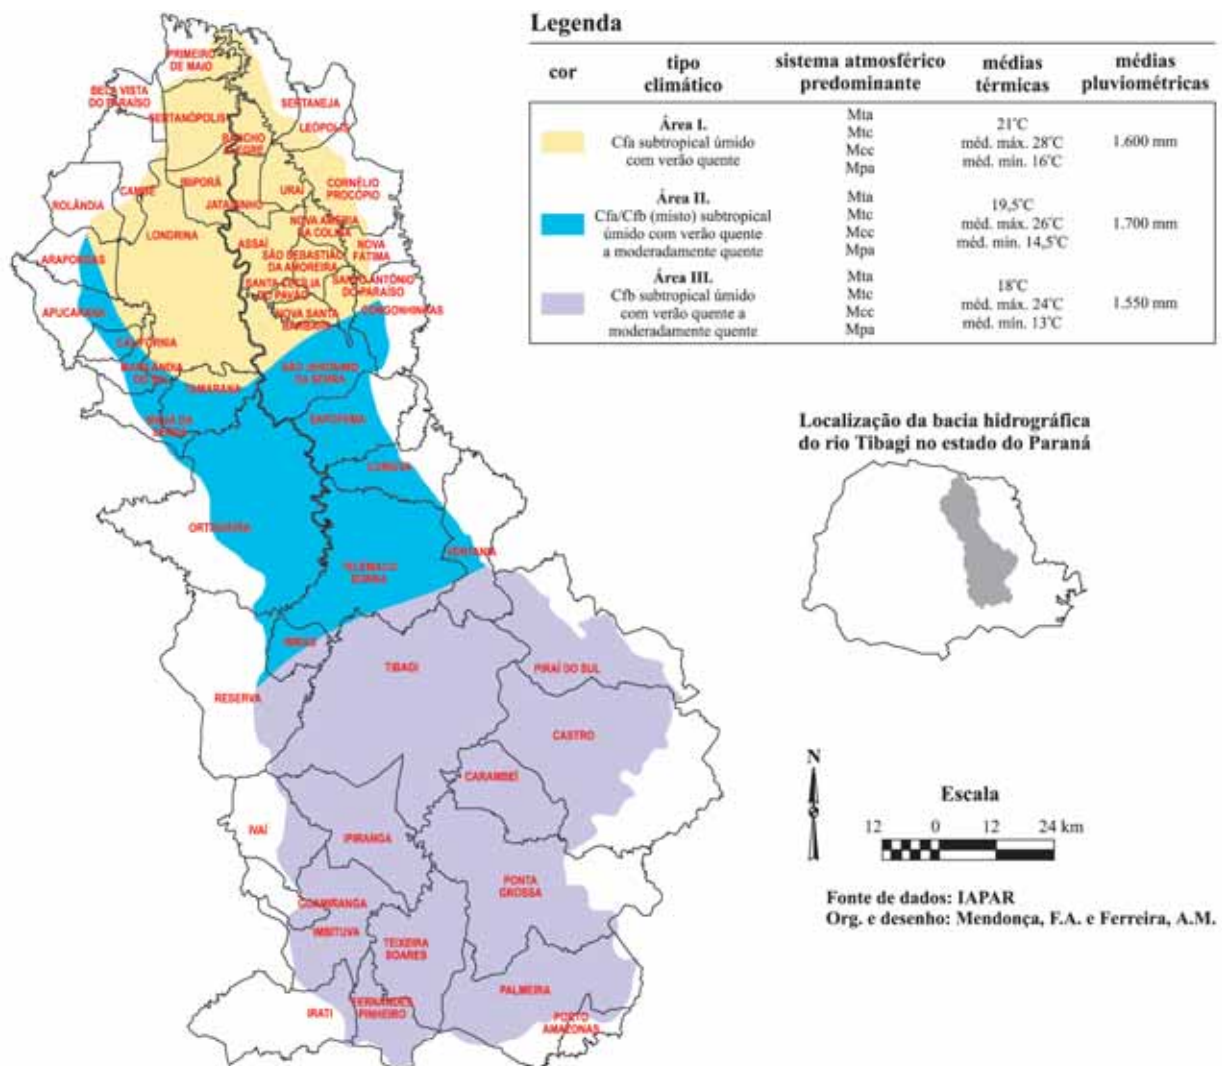 Legenda
cor
tipo
climático
sistema atmosférico
predominante
médias
térmicas
médias
pluviométricas
Área I.
Cfa subtropical úmido
com verão quente
Mta
Mtc
Mcc
Mpa
21°C
méd. máx. 28°C
méd. mín. 16°C
1.600 mm
Área II.
Cfa/Cfb (misto) subtropical
úmido com verão quente
a moderadamente quente
Mta
Mtc
Mcc
Mpa
19,5°C
méd. máx. 26°C
méd. mín. 14,5°C
1.700 mm
Área III.
Cfb subtropical úmido
com verão quente a
moderadamente quente
Mta
Mtc
Mcc
Mpa
18°C
méd. máx. 24°C
méd. mín. 13°C
1.550 mm
PRIMEIRO
DE MAIO
BELA VISTA
DO PARAÍSO
SERTANEJA
SERTANÓPOLIS
LEÓPOLIS
RANCHO
ALEGRE
IBIPORÃ
CAMBÉ
URAÍ
CORNÉLIO
PROCÓPIO
ROLÂNDIA
JATAIZINHO
LONDRINA
NOVA AMÉRICA
DA COLINA
ASSAÍ
NOVA
FÁTIMA
SÃO SEBASTIÃO
DA AMOREIRA
ARAPONGAS
SANTA CECÍLIA
DO PAVÃO
SANTO ANTÔNIO
DO PARAÍSO
APUCARANA
NOVA SANTA
BÁRBARA
CONGONHINHAS
CALIFÓRNIA
MARILÂNDIA
DO SUL
SÃO JERÔNIMO
DA SERRA
TAMARANA
SAPOPEMA
ORTIGUEIRA
VENTANIA
TELÊMACO
BORBA
IMBAÚ
TIBAGI
PIRAÍ DO SUL
RESERVA
CASTRO
CARAMBEÍ
IVAÍ
IPIRANGA
PONTA
GROSSA
GUAMIRANGA
IMBITUVA
TEIXEIRA
SOARES
PALMEIRA
IRATI
FERNANDES
PINHEIRO
PORTO
AMAZONAS
Localização da bacia hidrográfica
do rio Tibagi no estado do Paraná
N
Escala
12 0 12 24 km
Fonte de dados: IAPAR
Org. e desenho: Mendonça, F.A. e Ferreira, A.M.